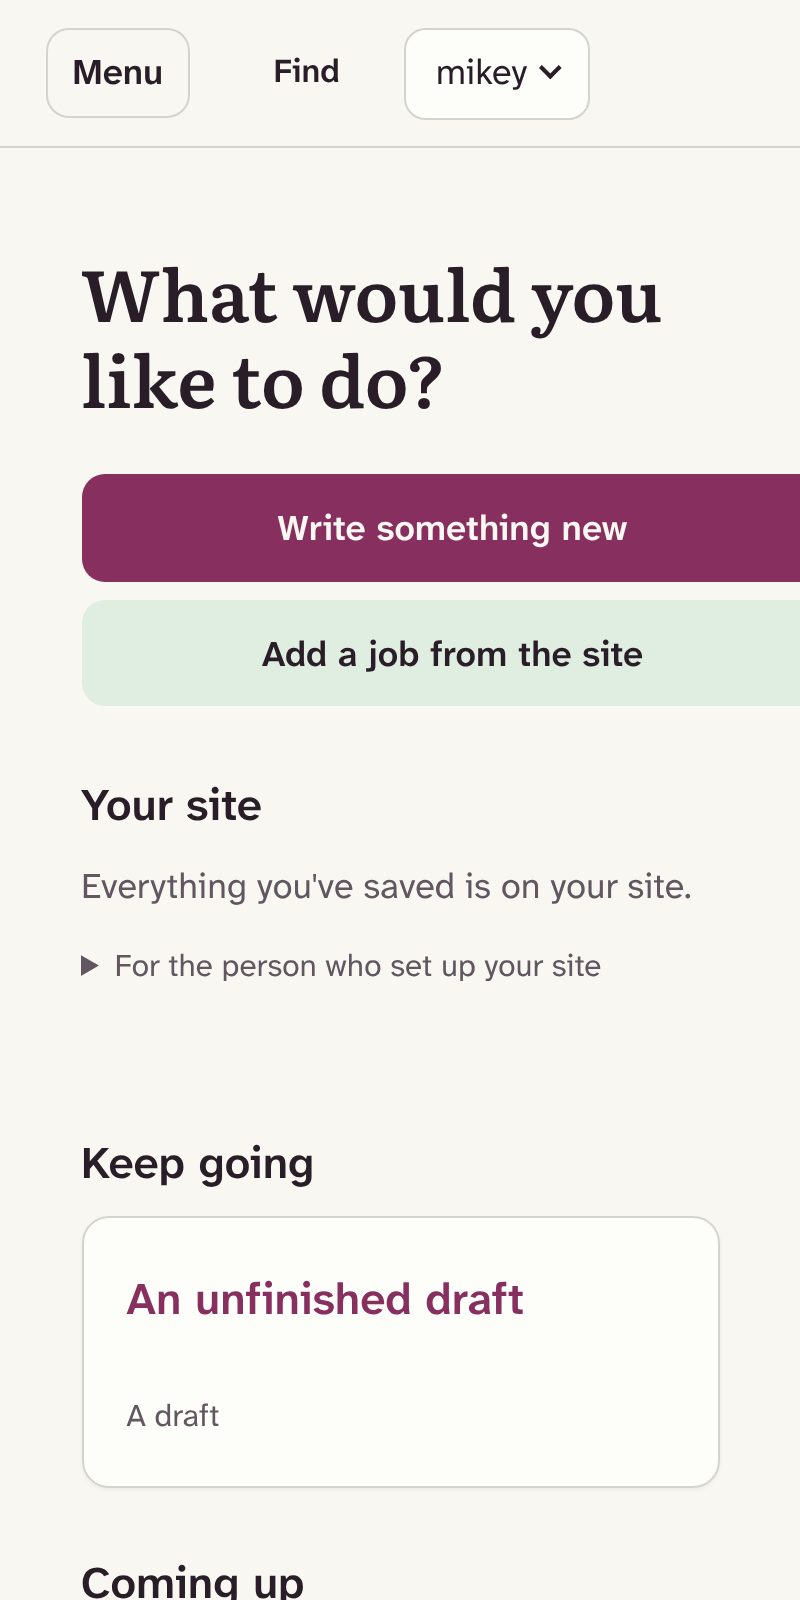 Menu
Find
mikey
What would you
like to do?
Write something new
Add a job from the site
Your site
Everything you've saved is on your site.
For the person who set up your site
Keep going
An unfinished draft
A draft
Coming up